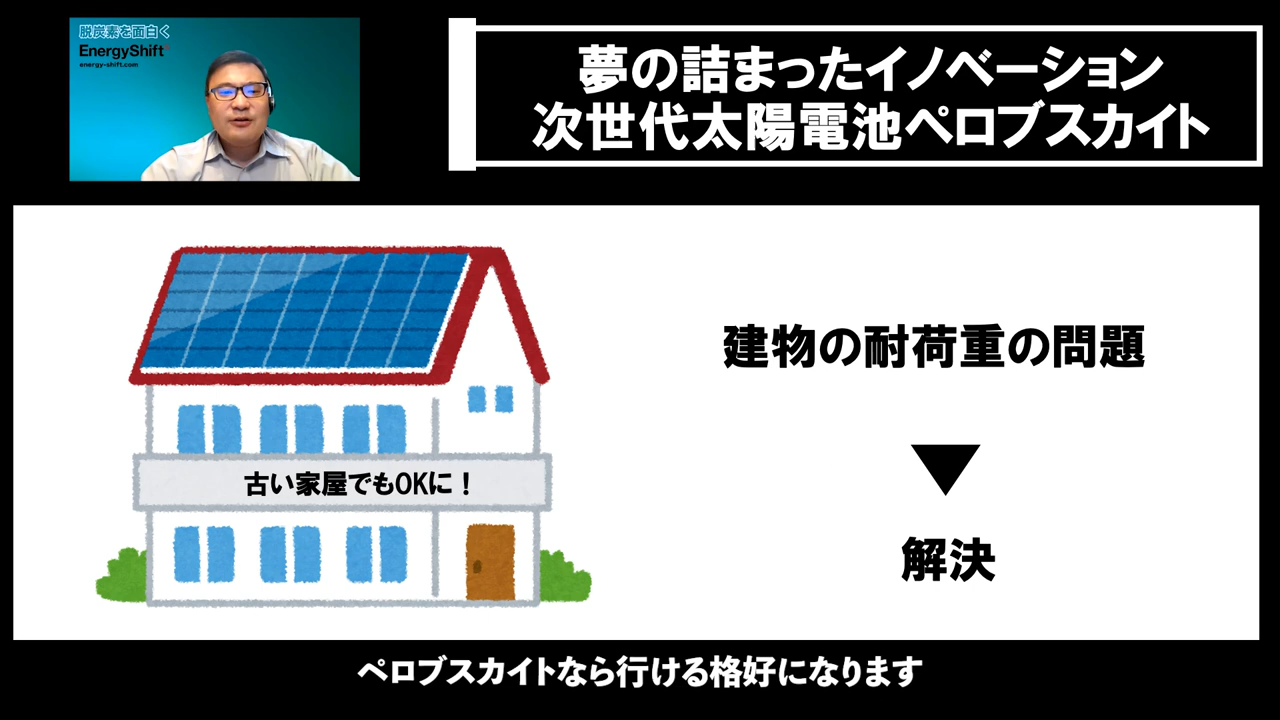 脱炭素を面白く
EnergyShift
energy-shift.com
夢の詰まったイノベーション
次世代太陽電池ペロブスカイト
建物の耐荷重の問題
▼
古い家屋でもOKに！
解決
ペロブスカイトなら行ける格好になります